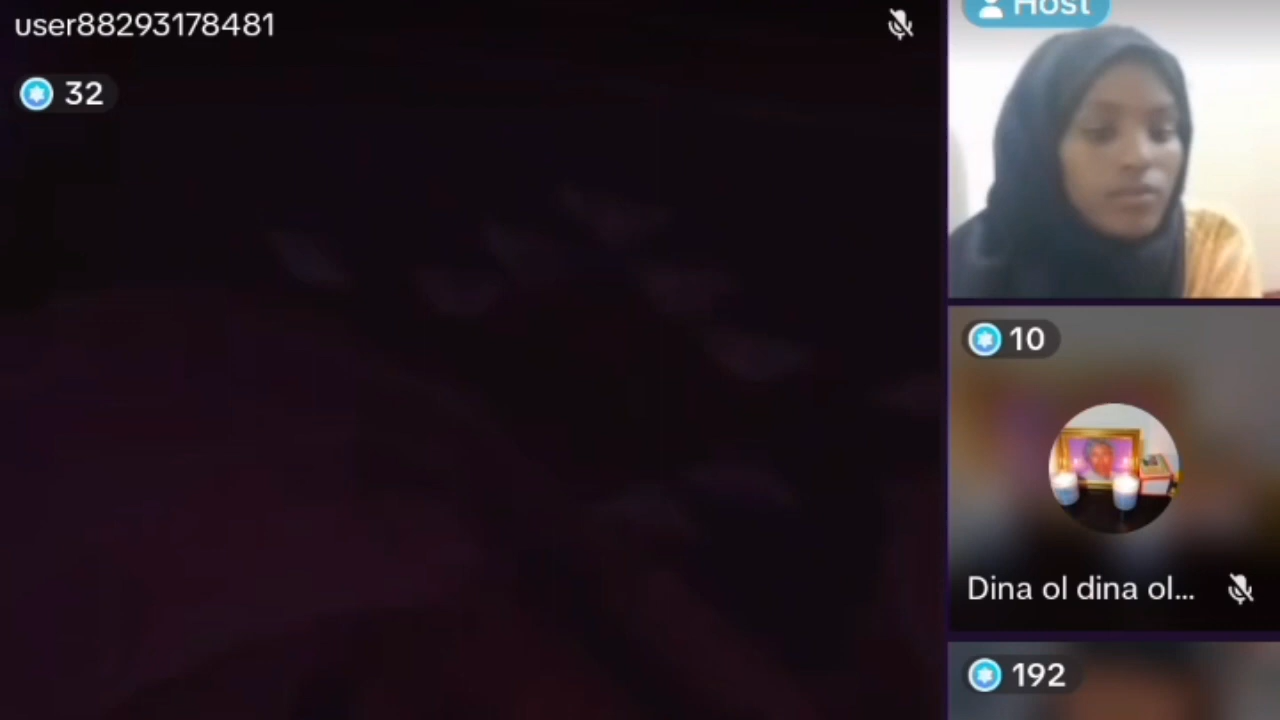 user88293178481
32
Host
10
Dina ol dina ol...
192